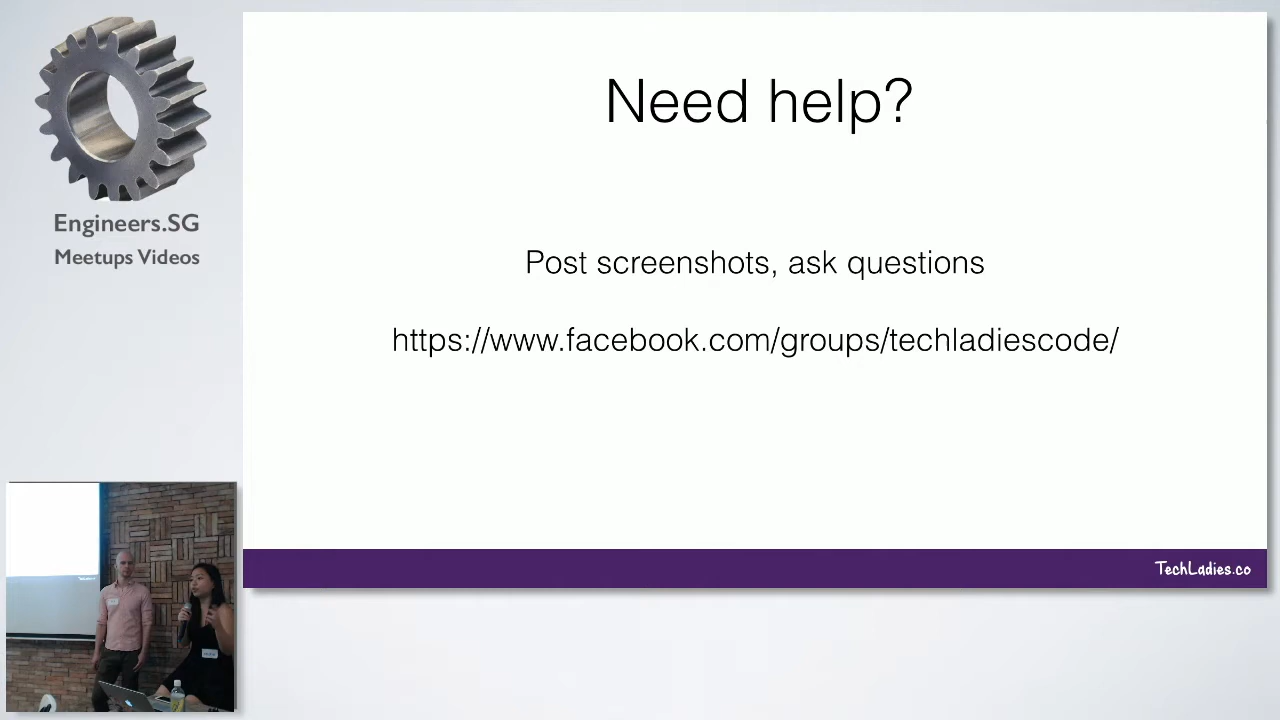 Engineers.SG
Meetups Videos
Need help?
Post screenshots, ask questions
https://www.facebook.com/groups/techladiescode/
TechLadies.co